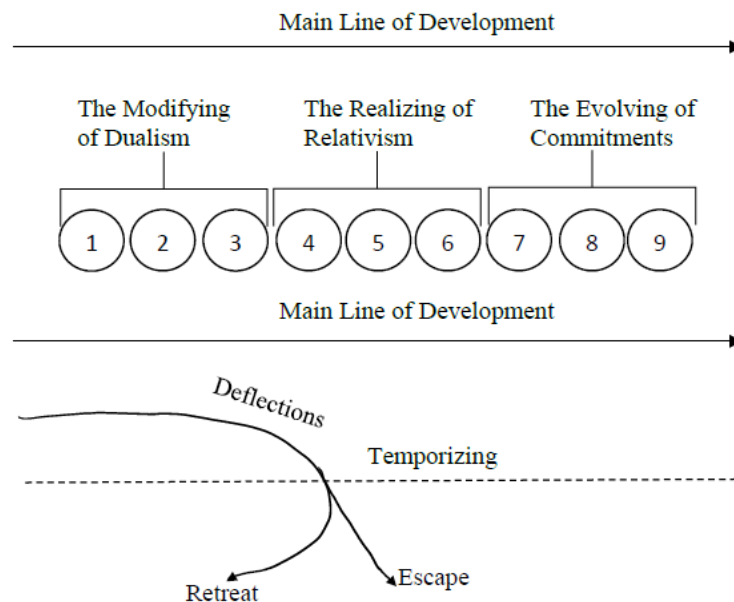 Main Line of Development
The Modifying
of Dualism
The Realizing of
Relativism
The Evolving of
Commitments
1 2 3 4 5 6 7 8 9
Main Line of Development
Deflections
Temporizing
Escape
Retreat